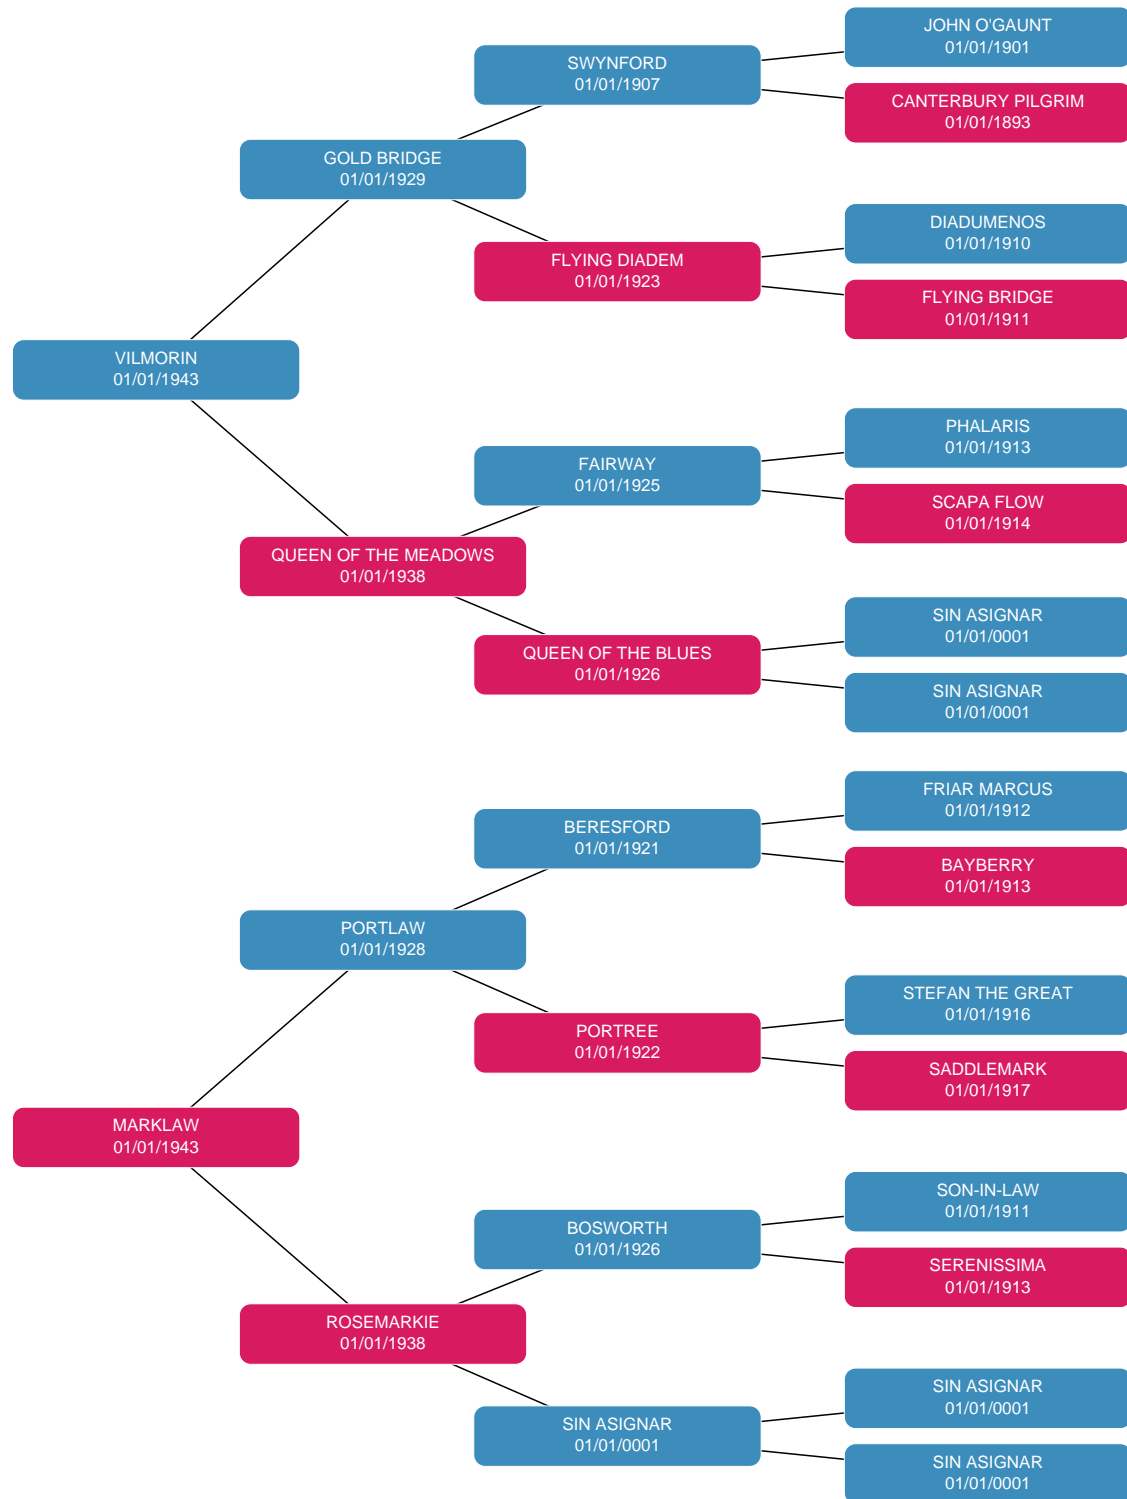 JOHN O'GAUNT
01/01/1901
SWYNFORD
01/01/1907
CANTERBURY PILGRIM
01/01/1893
GOLD BRIDGE
01/01/1929
DIADUMENOS
01/01/1910
FLYING DIADEM
01/01/1923
FLYING BRIDGE
01/01/1911
VILMORIN
01/01/1943
PHALARIS
01/01/1913
FAIRWAY
01/01/1925
SCAPA FLOW
01/01/1914
QUEEN OF THE MEADOWS
01/01/1938
SIN ASIGNAR
01/01/0001
QUEEN OF THE BLUES
01/01/1926
SIN ASIGNAR
01/01/0001
FRIAR MARCUS
01/01/1912
BERESFORD
01/01/1921
BAYBERRY
01/01/1913
PORTLAW
01/01/1928
STEFAN THE GREAT
01/01/1916
PORTREE
01/01/1922
SADDLEMARK
01/01/1917
MARKLAW
01/01/1943
SON-IN-LAW
01/01/1911
BOSWORTH
01/01/1926
SERENISSIMA
01/01/1913
ROSEMARKIE
01/01/1938
SIN ASIGNAR
01/01/0001
SIN ASIGNAR
01/01/0001
SIN ASIGNAR
01/01/0001